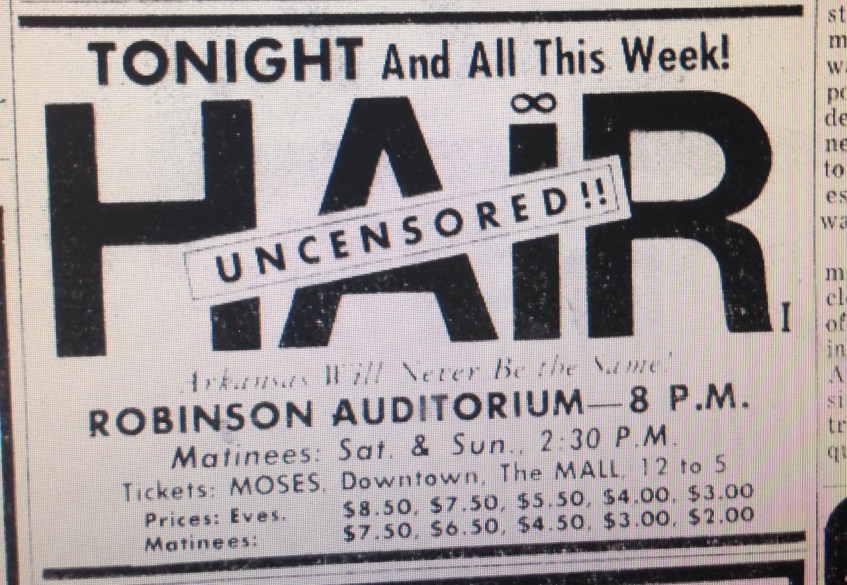 TONIGHT And All This Week!
HAiR
UNCENSORED!!
I
Arkansas Will Never Be the Same!
ROBINSON AUDITORIUM—8 P.M.
Matinees: Sat. & Sun., 2:30 P.M.
Tickets: MOSES, Downtown, The MALL, 12 to 5
Prices: Eves. $8.50, $7.50, $5.50, $4.00, $3.00
Matinees: $7.50, $6.50, $4.50, $3.00, $2.00